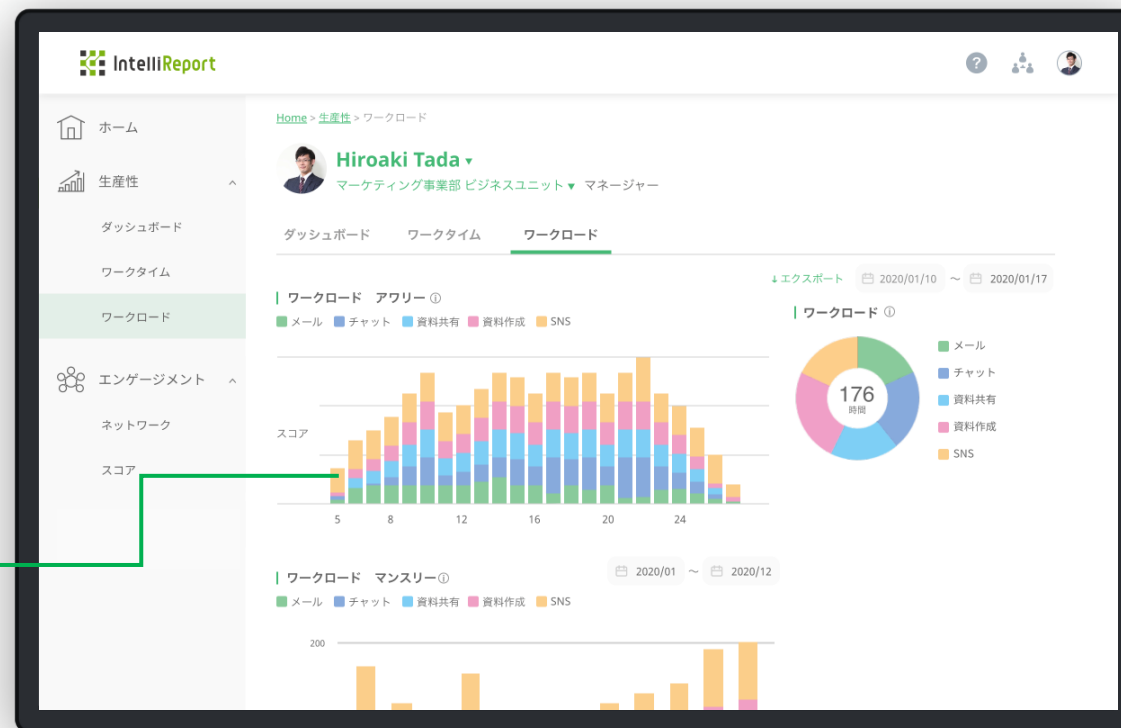 IntelliReport
?
ホーム
生産性
ダッシュボード
ワークタイム
ワークロード
エンゲージメント
ネットワーク
スコア
Home > 生産性 > ワークロード
Hiroaki Tada ▾
マーケティング事業部 ビジネスユニット ▾ マネージャー
ダッシュボード ワークタイム ワークロード
↓エクスポート 2020/01/10 ~ 2020/01/17
ワークロード アワリー ⓘ
メール チャット 資料共有 資料作成 SNS
スコア
5 8 12 16 20 24
ワークロード ⓘ
176
時間
メール
チャット
資料共有
資料作成
SNS
ワークロード マンスリー ⓘ
2020/01 ~ 2020/12
メール チャット 資料共有 資料作成 SNS
200